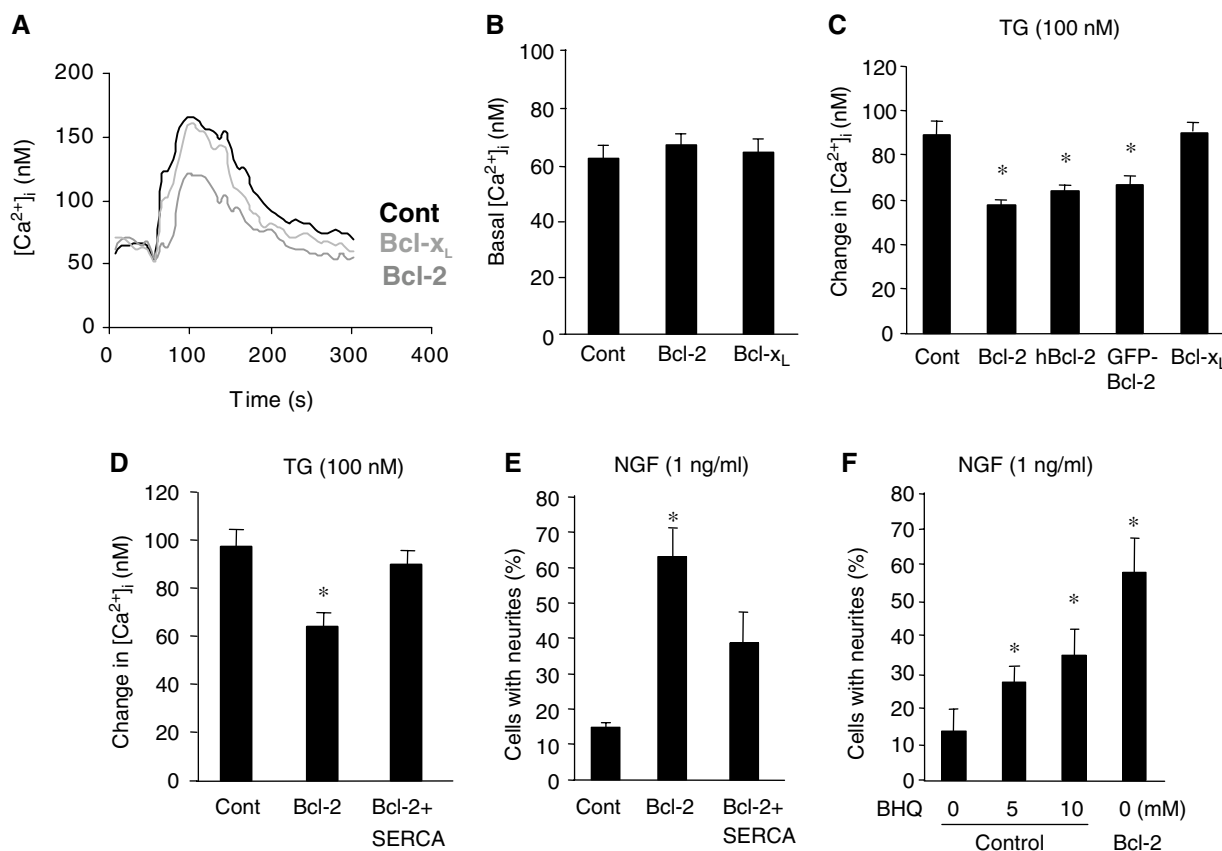 A
[Ca²⁺]ᵢ (nM)
200
150
100
50
0
0 100 200 300 400
Time (s)
Cont
Bcl-xL
Bcl-2
B
Basal [Ca²⁺]ᵢ (nM)
100
80
60
40
20
0
Cont Bcl-2 Bcl-xL
C
TG (100 nM)
Change in [Ca²⁺]ᵢ (nM)
120
100
80
60
40
20
0
* * *
Cont Bcl-2 hBcl-2 GFP- Bcl-xL
Bcl-2
D
TG (100 nM)
Change in [Ca²⁺]ᵢ (nM)
120
100
80
60
40
20
0
*
Cont Bcl-2 Bcl-2+
SERCA
E
NGF (1 ng/ml)
Cells with neurites (%)
80
70
60
50
40
30
20
10
0
*
Cont Bcl-2 Bcl-2+
SERCA
F
NGF (1 ng/ml)
Cells with neurites (%)
80
70
60
50
40
30
20
10
0
* * *
BHQ 0 5 10 0 (mM)
Control Bcl-2